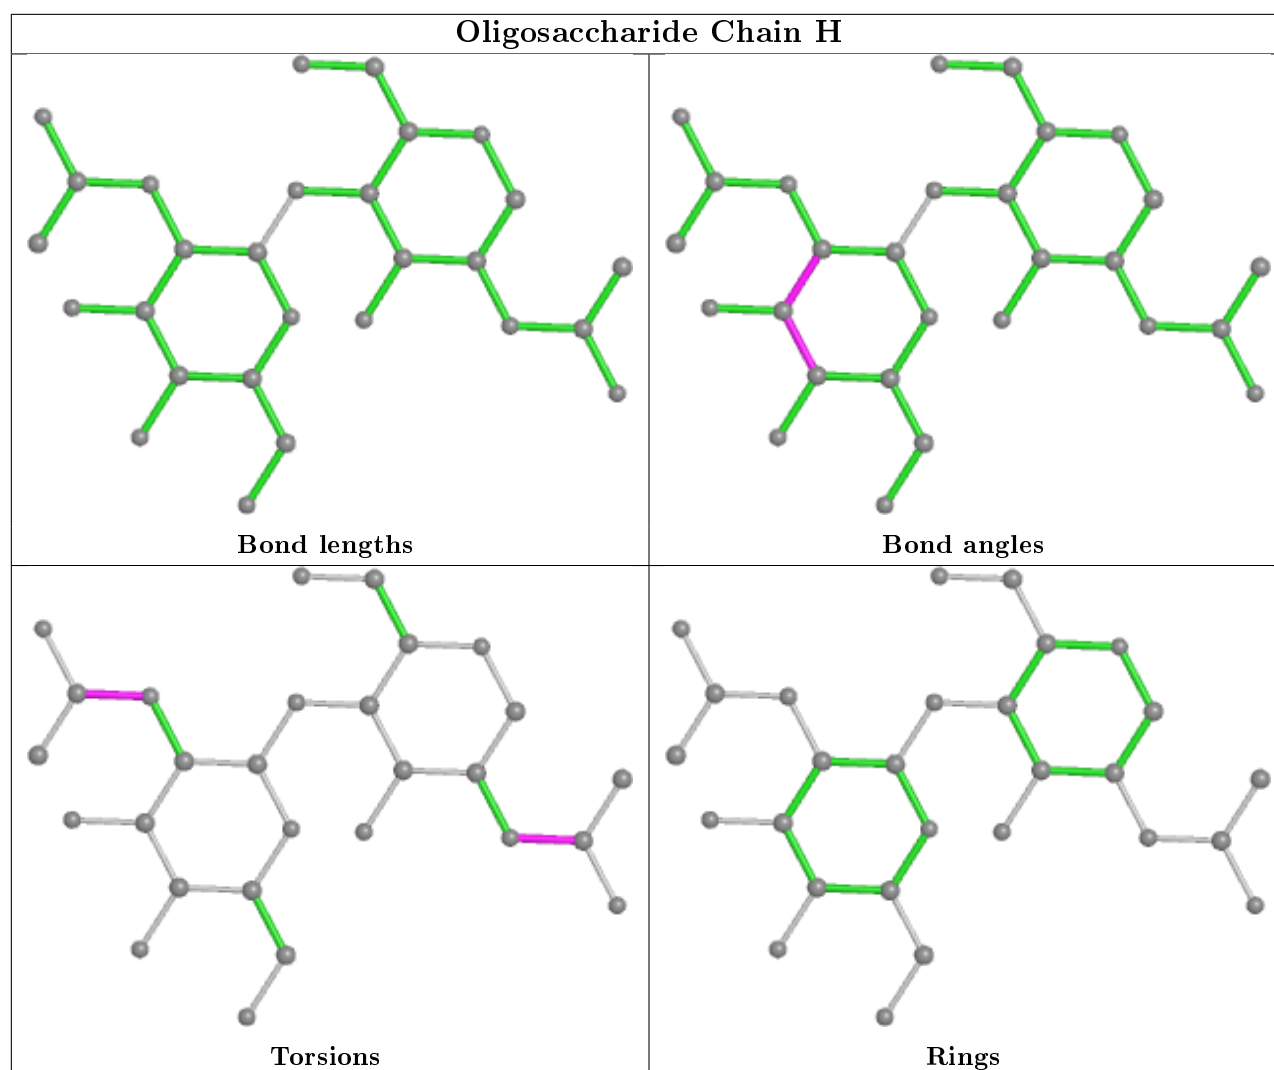 Oligosaccharide Chain H
Bond lengths
Bond angles
Torsions
Rings